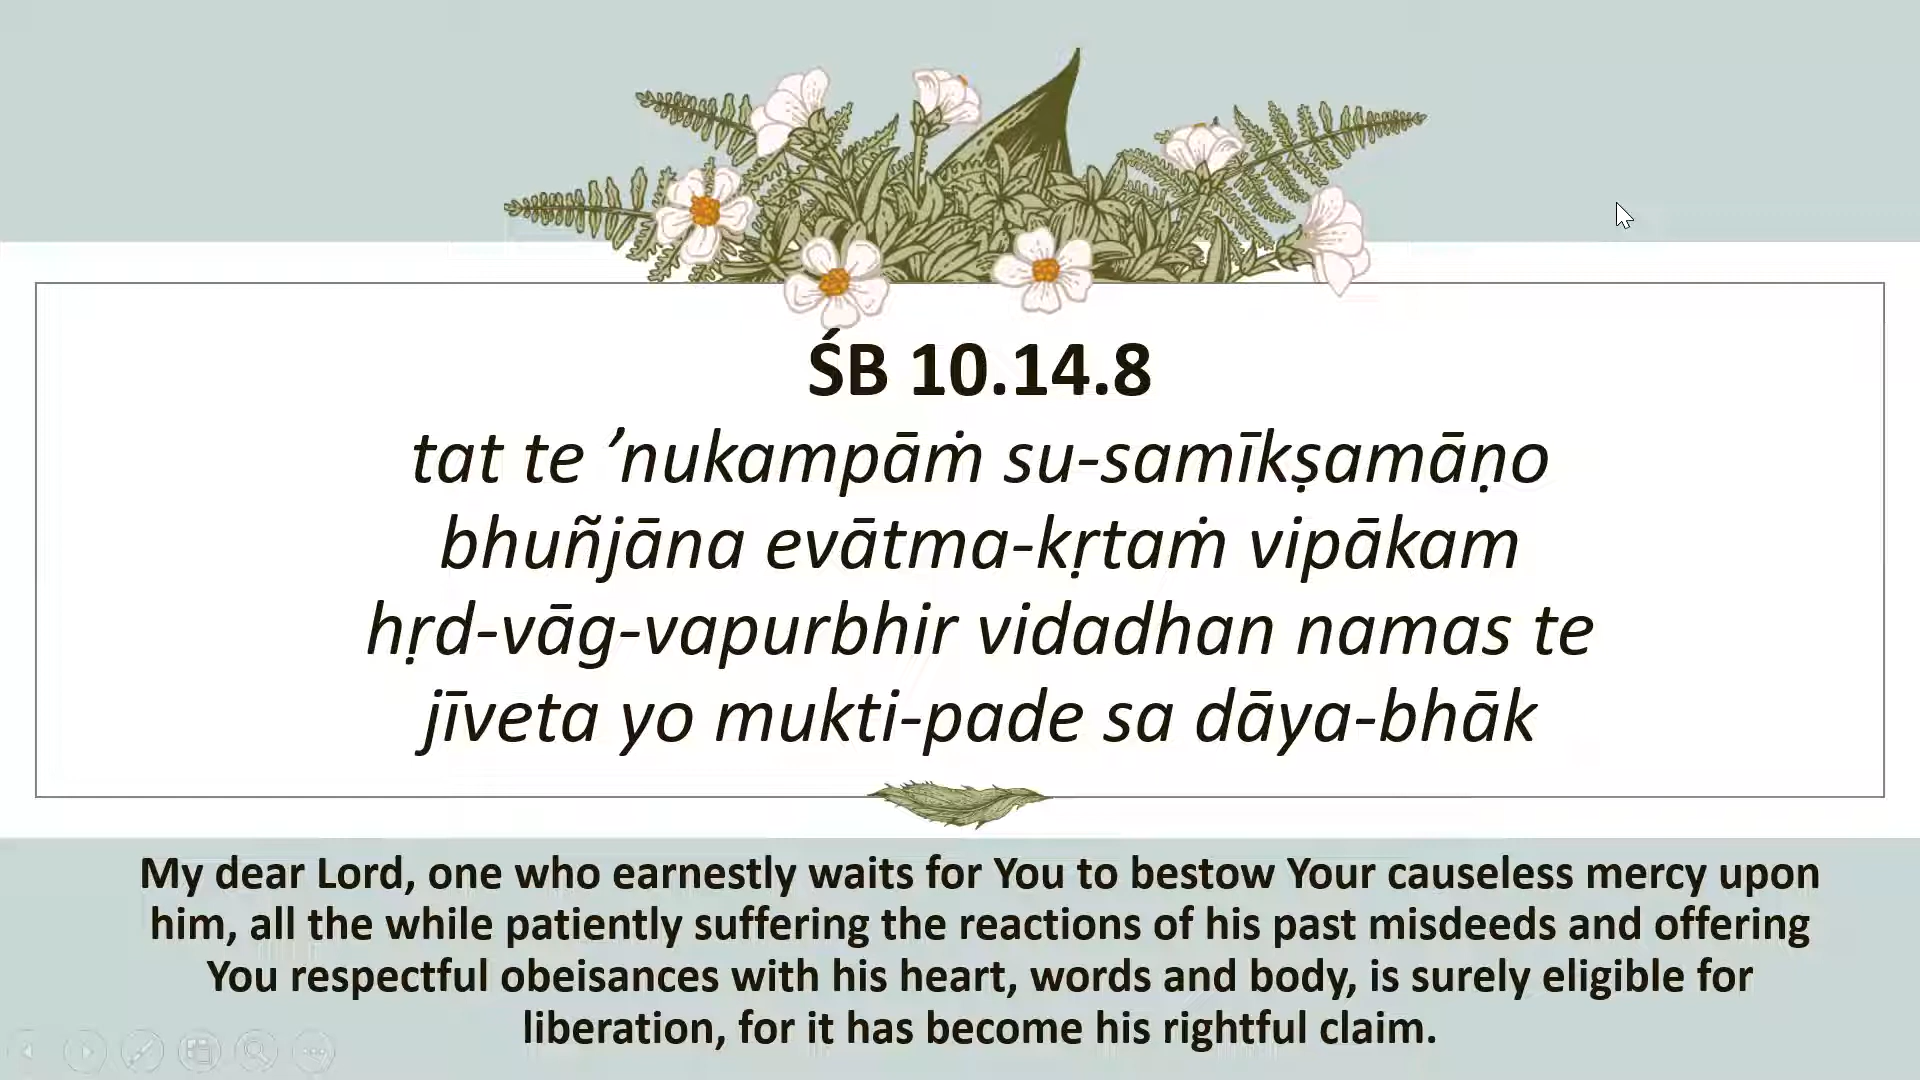 ŚB 10.14.8
tat te ’nukampāṁ su-samīkṣamāṇo
bhuñjāna evātma-kṛtaṁ vipākam
hṛd-vāg-vapurbhir vidadhan namas te
jīveta yo mukti-pade sa dāya-bhāk
My dear Lord, one who earnestly waits for You to bestow Your causeless mercy upon
him, all the while patiently suffering the reactions of his past misdeeds and offering
You respectful obeisances with his heart, words and body, is surely eligible for
liberation, for it has become his rightful claim.